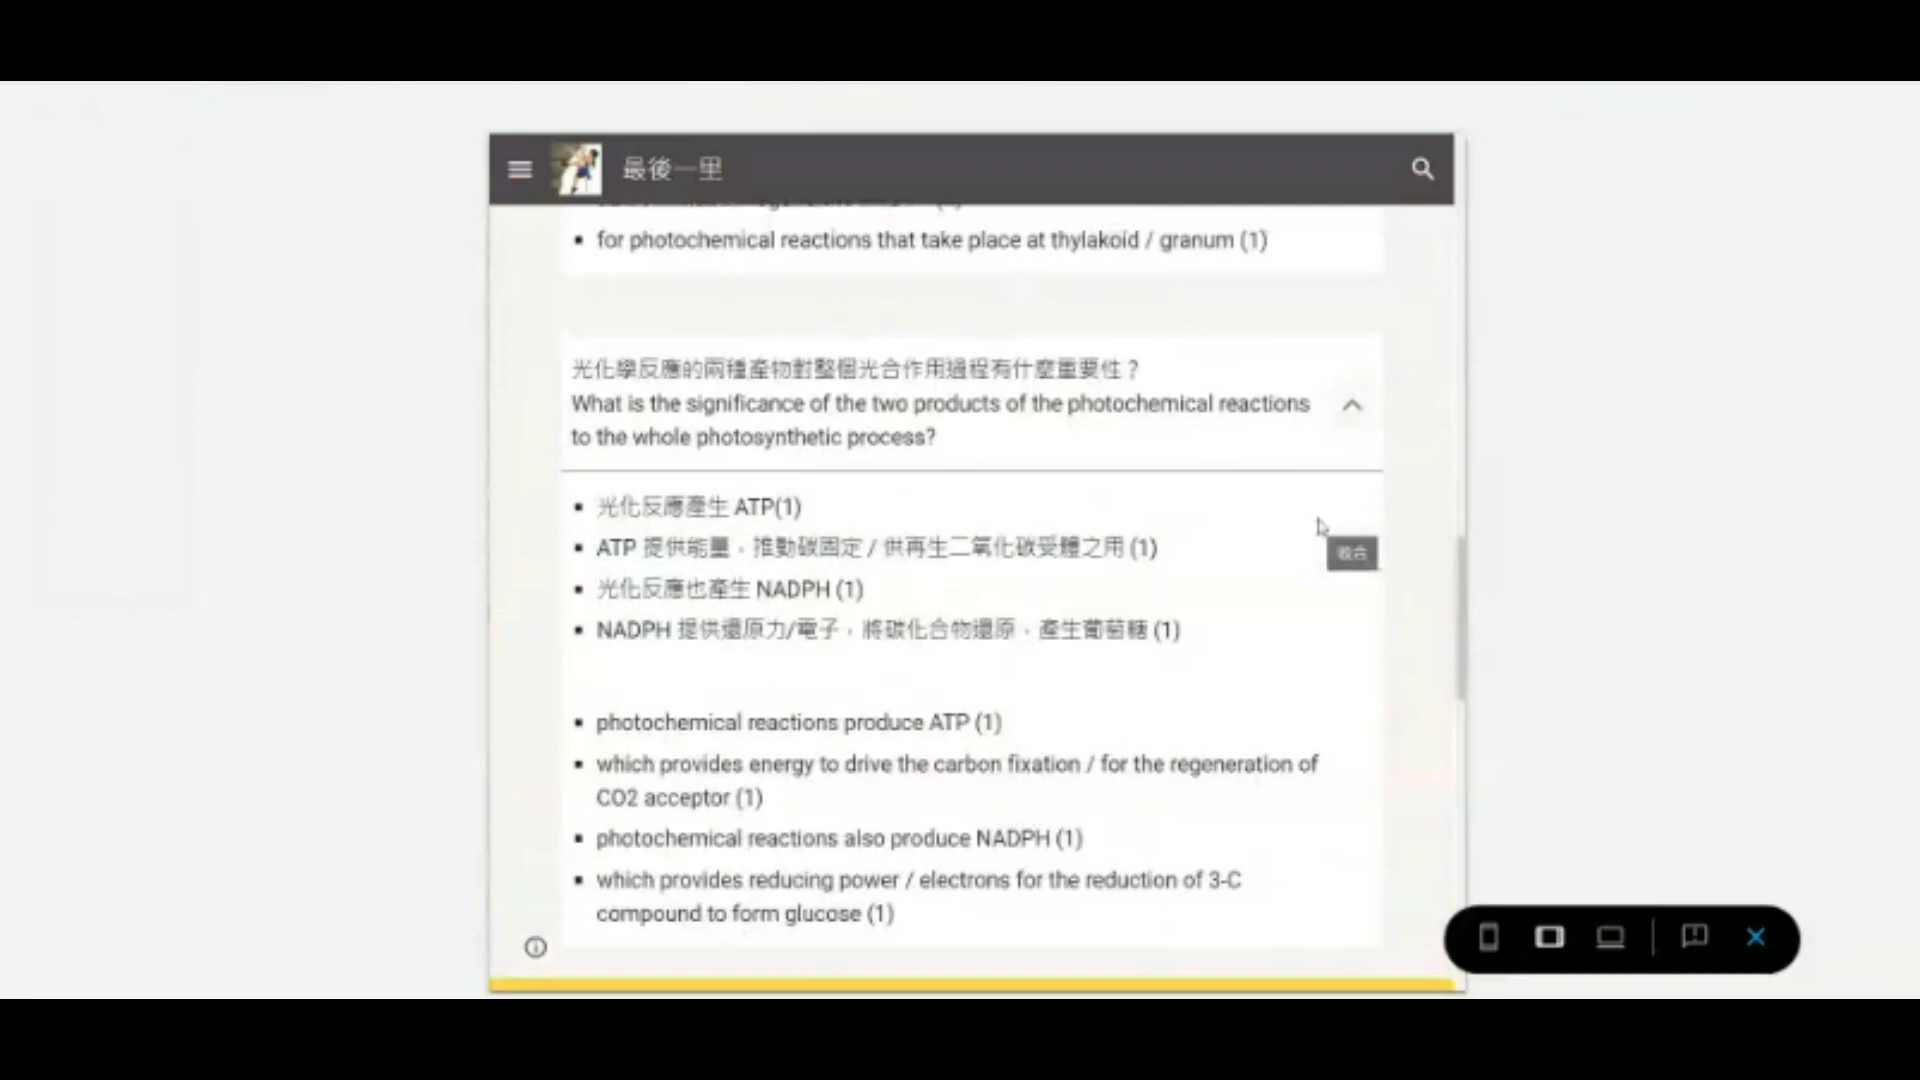 最後一里
▪ for photochemical reactions that take place at thylakoid / granum (1)
光化學反應的兩種產物對整個光合作用過程有什麼重要性？
What is the significance of the two products of the photochemical reactions
to the whole photosynthetic process?
▪ 光化反應產生 ATP(1)
▪ ATP 提供能量，推動碳固定 / 供再生二氧化碳受體之用 (1)
收合
▪ 光化反應也產生 NADPH (1)
▪ NADPH 提供還原力/電子，將碳化合物還原，產生葡萄糖 (1)
▪ photochemical reactions produce ATP (1)
▪ which provides energy to drive the carbon fixation / for the regeneration of
CO2 acceptor (1)
▪ photochemical reactions also produce NADPH (1)
▪ which provides reducing power / electrons for the reduction of 3-C
compound to form glucose (1)